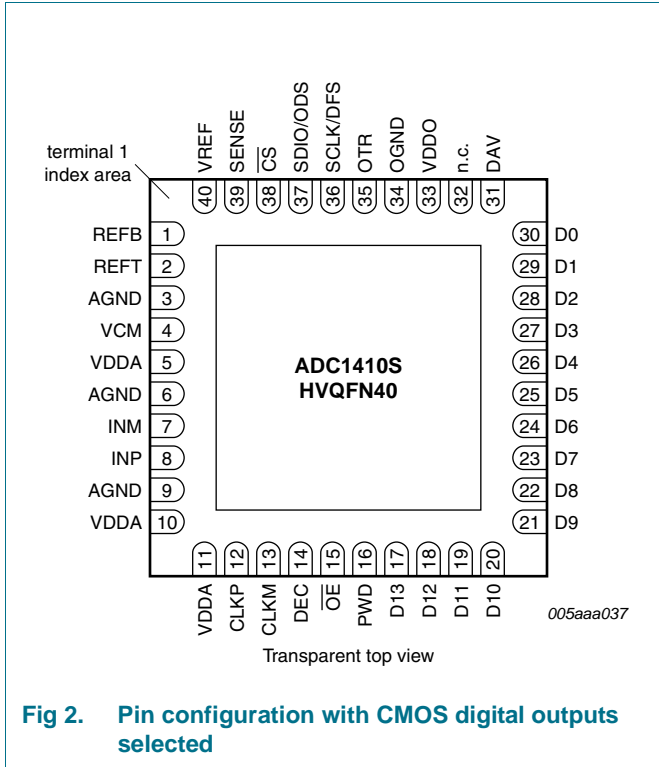 terminal 1
index area
40 VREF
39 SENSE
38 CS
37 SDIO/ODS
36 SCLK/DFS
35 OTR
34 OGND
33 VDDO
32 n.c.
31 DAV
REFB 1
REFT 2
AGND 3
VCM 4
VDDA 5
AGND 6
INM 7
INP 8
AGND 9
VDDA 10
ADC1410S
HVQFN40
30 D0
29 D1
28 D2
27 D3
26 D4
25 D5
24 D6
23 D7
22 D8
21 D9
VDDA 11
CLKP 12
CLKM 13
DEC 14
OE 15
PWD 16
D13 17
D12 18
D11 19
D10 20
005aaa037
Transparent top view
Fig 2. Pin configuration with CMOS digital outputs
selected